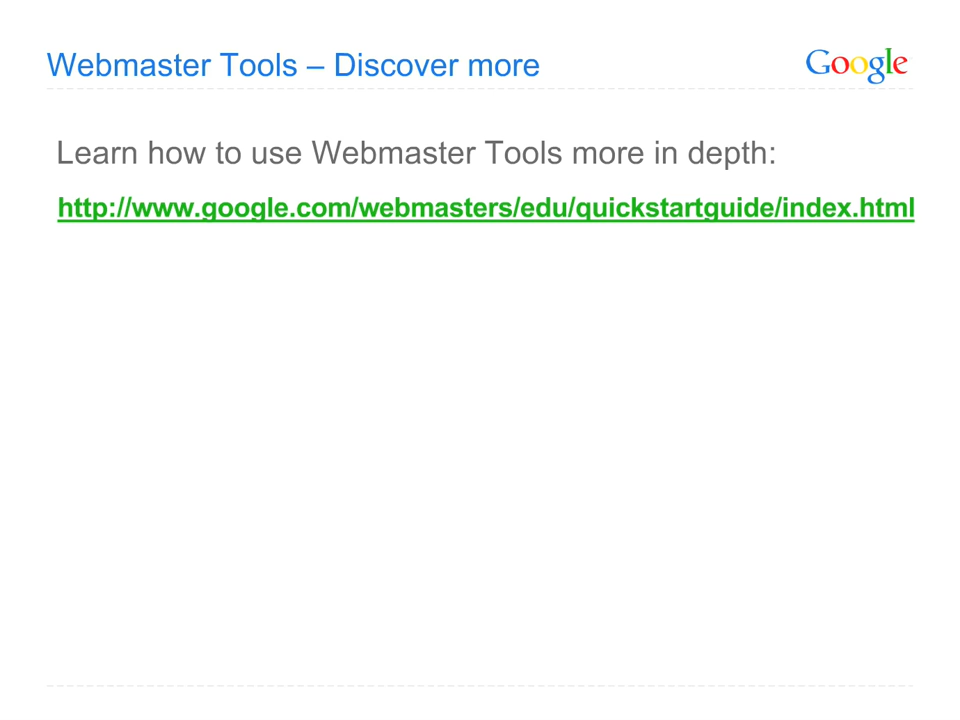 Webmaster Tools – Discover more
Google
Learn how to use Webmaster Tools more in depth:
http://www.google.com/webmasters/edu/quickstartguide/index.html